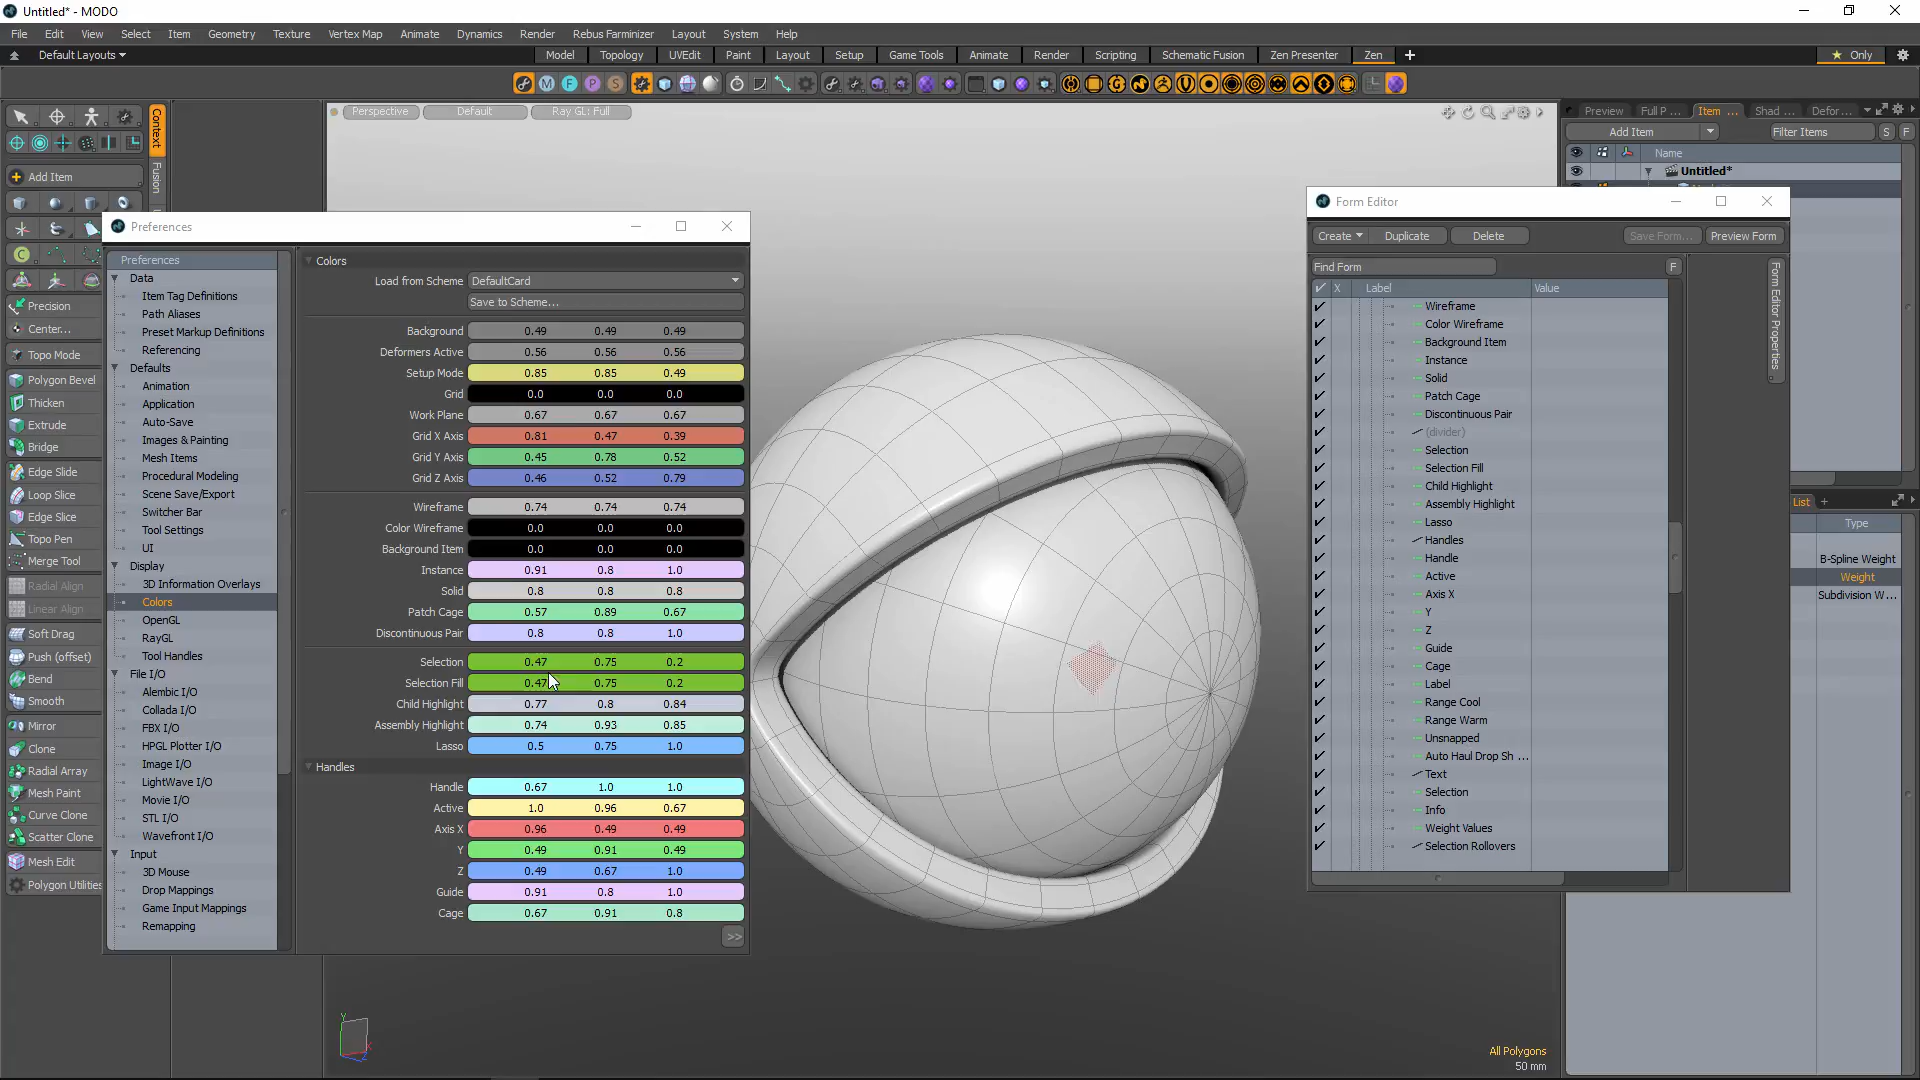 Untitled* - MODO
File Edit View Select Item Geometry Texture Vertex Map Animate Dynamics Render Rebus Farminizer Layout System Help
Default Layouts Model Topology UVEdit Paint Layout Setup Game Tools Animate Render Scripting Schematic Fusion Zen Presenter Zen + Only
Perspective Default Ray GL: Full
Preview Full P ... Item ... Shad ... Defor...
Add Item Filter Items S F
Name
Untitled*
List +
Type
B-Spline Weight
Weight
Subdivision W ...
Context
Fusion
Add Item
Precision
Center...
Topo Mode
Polygon Bevel
Thicken
Extrude
Bridge
Edge Slide
Loop Slice
Edge Slice
Topo Pen
Merge Tool
Radial Align
Linear Align
Soft Drag
Push (offset)
Bend
Smooth
Mirror
Clone
Radial Array
Mesh Paint
Curve Clone
Scatter Clone
Mesh Edit
Polygon Utilities
Preferences
Preferences
Data
Item Tag Definitions
Path Aliases
Preset Markup Definitions
Referencing
Defaults
Animation
Application
Auto-Save
Images & Painting
Mesh Items
Procedural Modeling
Scene Save/Export
Switcher Bar
Tool Settings
UI
Display
3D Information Overlays
Colors
OpenGL
RayGL
Tool Handles
File I/O
Alembic I/O
Collada I/O
FBX I/O
HPGL Plotter I/O
Image I/O
LightWave I/O
Movie I/O
STL I/O
Wavefront I/O
Input
3D Mouse
Drop Mappings
Game Input Mappings
Remapping
Colors
Load from Scheme DefaultCard
Save to Scheme...
Background 0.49 0.49 0.49
Deformers Active 0.56 0.56 0.56
Setup Mode 0.85 0.85 0.49
Grid 0.0 0.0 0.0
Work Plane 0.67 0.67 0.67
Grid X Axis 0.81 0.47 0.39
Grid Y Axis 0.45 0.78 0.52
Grid Z Axis 0.46 0.52 0.79
Wireframe 0.74 0.74 0.74
Color Wireframe 0.0 0.0 0.0
Background Item 0.0 0.0 0.0
Instance 0.91 0.8 1.0
Solid 0.8 0.8 0.8
Patch Cage 0.57 0.89 0.67
Discontinuous Pair 0.8 0.8 1.0
Selection 0.47 0.75 0.2
Selection Fill 0.47 0.75 0.2
Child Highlight 0.77 0.8 0.84
Assembly Highlight 0.74 0.93 0.85
Lasso 0.5 0.75 1.0
Handles
Handle 0.67 1.0 1.0
Active 1.0 0.96 0.67
Axis X 0.96 0.49 0.49
Y 0.49 0.91 0.49
Z 0.49 0.67 1.0
Guide 0.91 0.8 1.0
Cage 0.67 0.91 0.8
>>
Form Editor
Create Duplicate Delete Save Form... Preview Form
Find Form F
X Label Value
Wireframe
Color Wireframe
Background Item
Instance
Solid
Patch Cage
Discontinuous Pair
(divider)
Selection
Selection Fill
Child Highlight
Assembly Highlight
Lasso
Handles
Handle
Active
Axis X
Y
Z
Guide
Cage
Label
Range Cool
Range Warm
Unsnapped
Auto Haul Drop Sh ...
Text
Selection
Info
Weight Values
Selection Rollovers
Form Editor Properties
Y
X
Z
All Polygons
50 mm